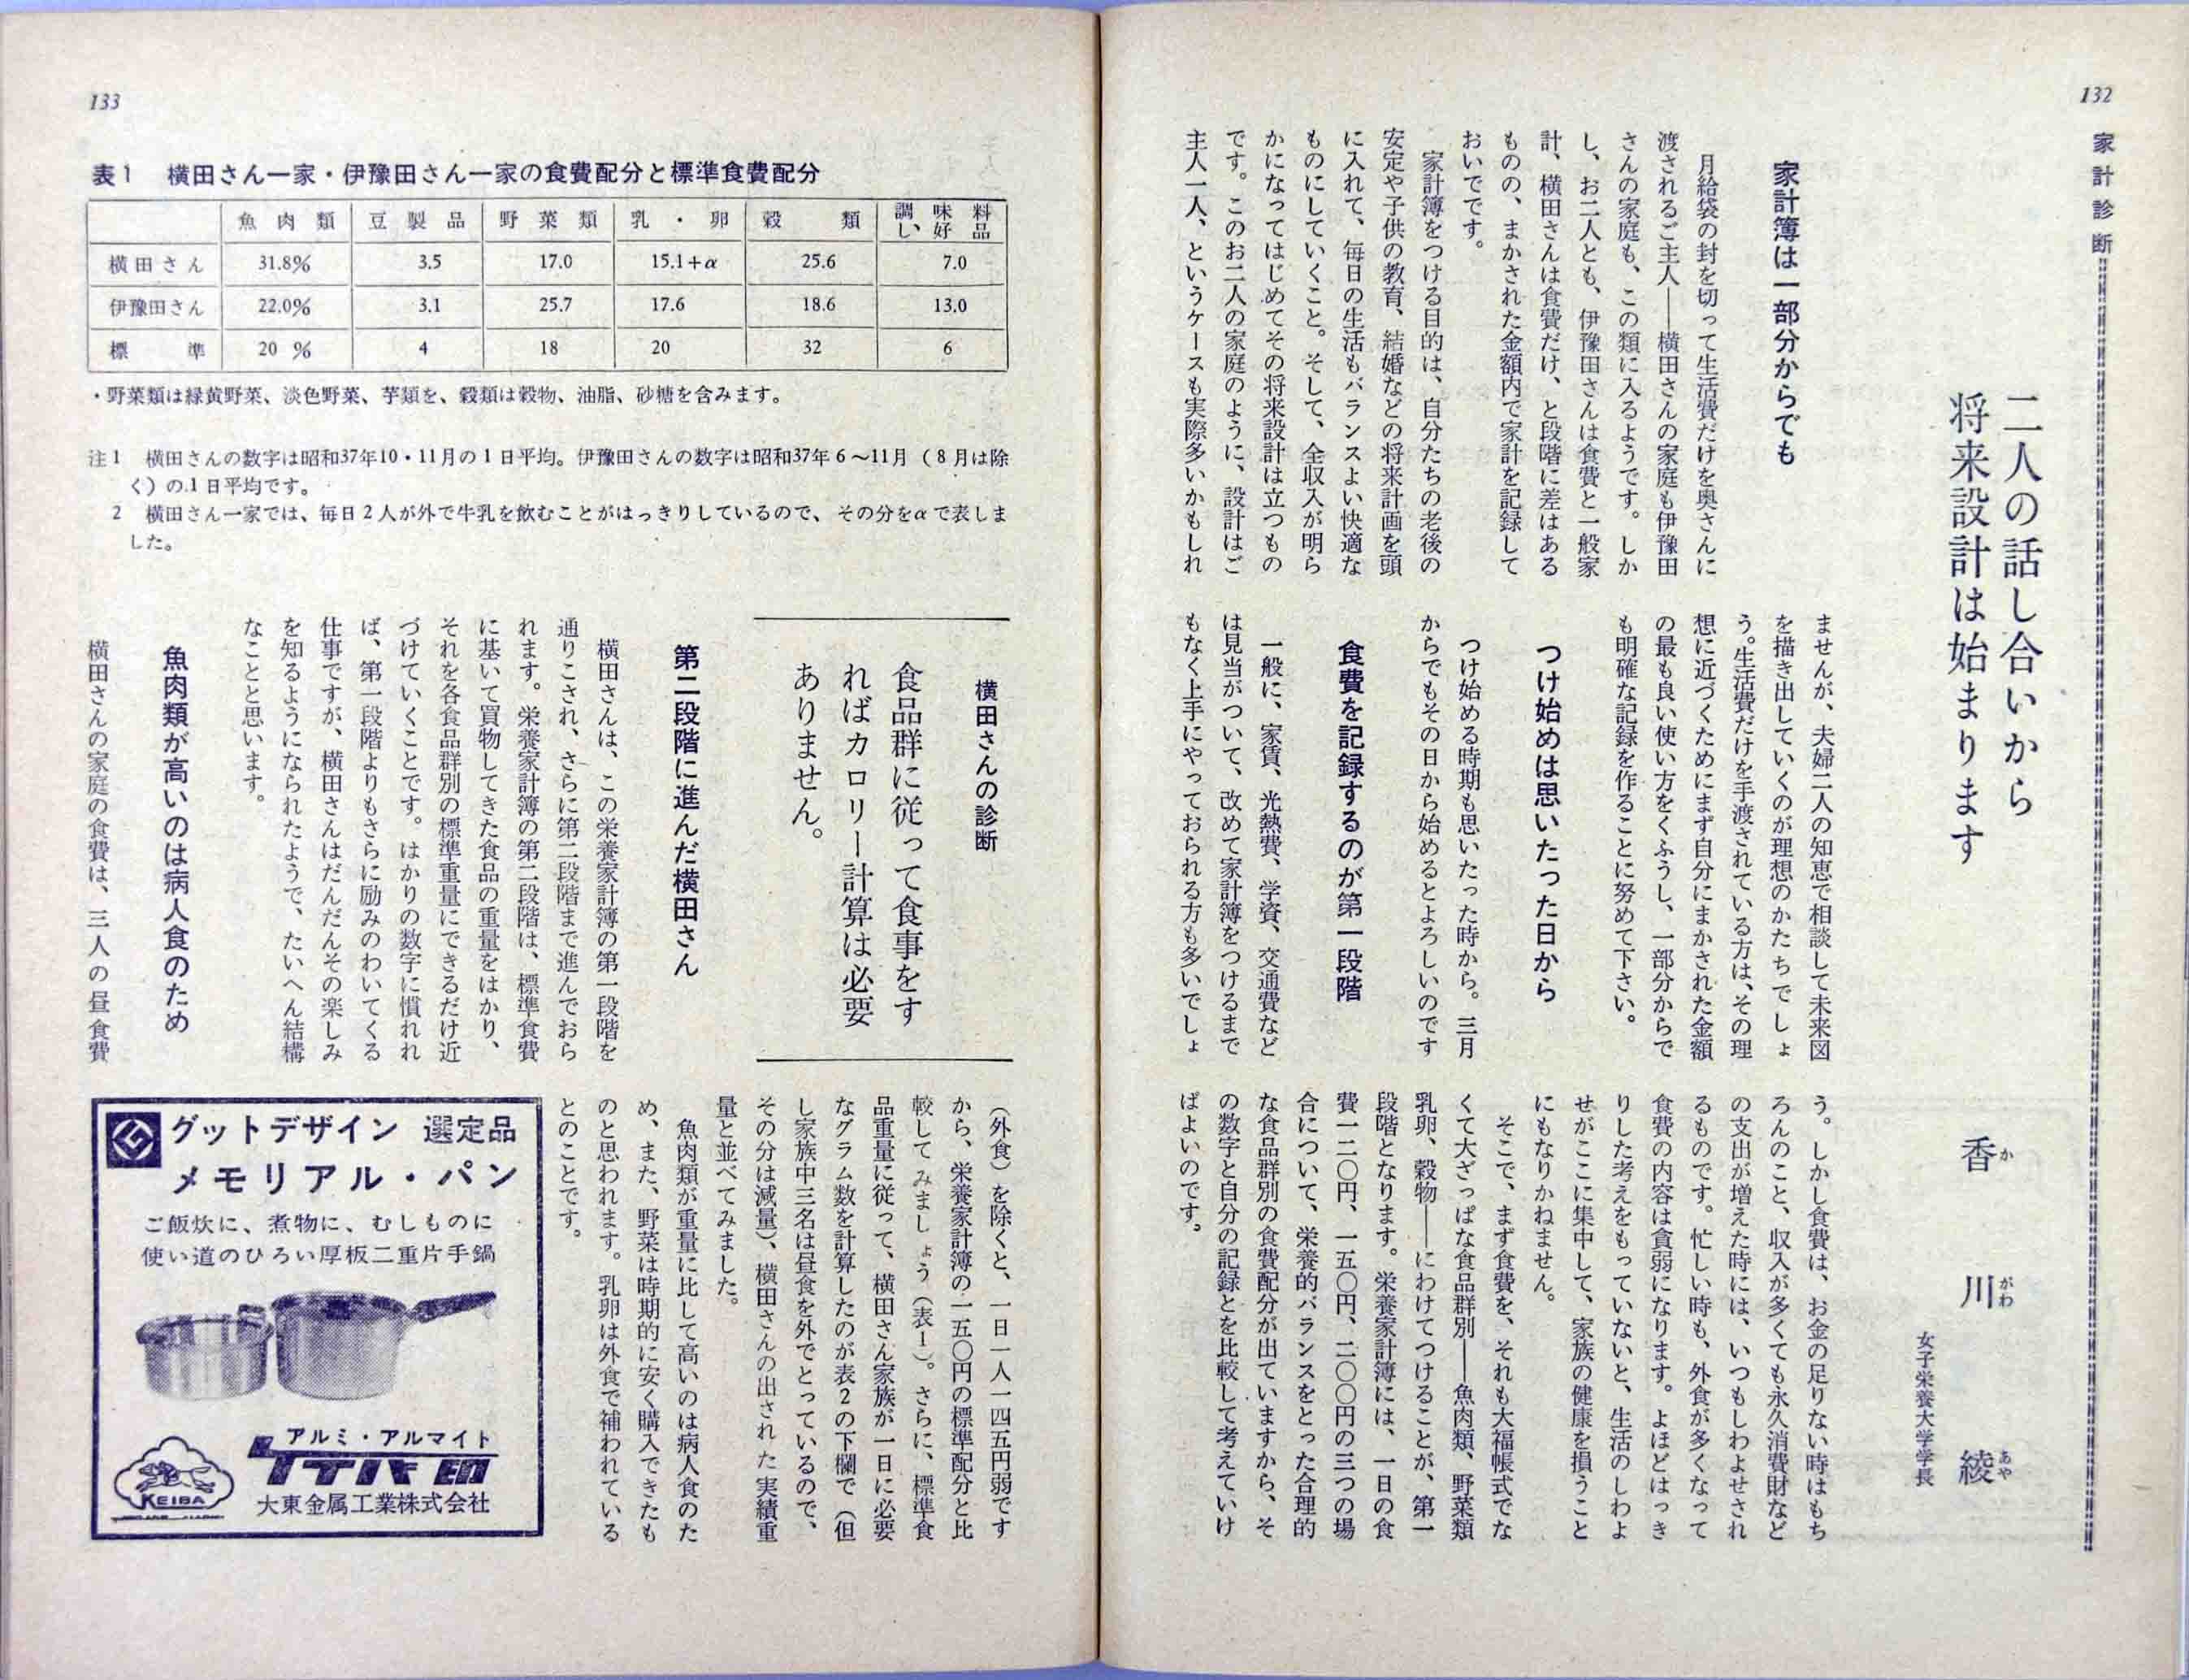 132
家計診断
二人の話し合いから
将来設計は始まります
香川綾
かがわあや
女子栄養大学学長
家計簿は一部分からでも
月給袋の封を切って生活費だけを奥さんに
渡されるご主人――横田さんの家庭も伊豫田
さんの家庭も、この類に入るようです。しか
し、お二人とも、伊豫田さんは食費と一般家
計、横田さんは食費だけ、と段階に差はある
ものの、まかされた金額内で家計を記録して
おいでです。
家計簿をつける目的は、自分たちの老後の
安定や子供の教育、結婚などの将来計画を頭
に入れて、毎日の生活もバランスよい快適な
ものにしていくこと。そして、全収入が明ら
かになってはじめてその将来設計は立つもの
です。このお二人の家庭のように、設計はご
主人一人、というケースも実際多いかもしれ
ませんが、夫婦二人の知恵で相談して未来図
を描き出していくのが理想のかたちでしょ
う。生活費だけを手渡されている方は、その理
想に近づくためにまず自分にまかされた金額
の最も良い使い方をくふうし、一部分からで
も明確な記録を作ることに努めて下さい。
つけ始めは思いたった日から
つけ始める時期も思いたった時から。三月
からでもその日から始めるとよろしいのです
食費を記録するのが第一段階
一般に、家賃、光熱費、学資、交通費など
は見当がついて、改めて家計簿をつけるまで
もなく上手にやっておられる方も多いでしょ
う。しかし食費は、お金の足りない時はもち
ろんのこと、収入が多くても永久消費財など
の支出が増えた時には、いつもしわよせされ
るものです。忙しい時も、外食が多くなって
食費の内容は食弱になります。よほどはっき
りした考えをもっていないと、生活のしわよ
せがここに集中して、家族の健康を損うこと
にもなりかねません。
そこで、まず食費を、それも大福帳式でな
くて大ざっぱな食品群別――魚肉類、野菜類
乳卵、穀物――にわけてつけることが、第一
段階となります。栄養家計簿には、一日の食
費一二〇円、一五〇円、二〇〇円の三つの場
合について、栄養的バランスをとった合理的
な食品群別の食費配分が出ていますから、そ
の数字と自分の記録とを比較して考えていけ
ばよいのです。
133
表1 横田さん一家・伊豫田さん一家の食費配分と標準食費配分
魚肉類 豆製品 野菜類 乳・卵 穀類 調味料 し、好品
横田さん 31.8% 3.5 17.0 15.1+α 25.6 7.0
伊豫田さん 22.0% 3.1 25.7 17.6 18.6 13.0
標準 20 % 4 18 20 32 6
・野菜類は緑黄野菜、淡色野菜、芋類を、穀類は穀物、油脂、砂糖を含みます。
注1 横田さんの数字は昭和37年10・11月の1日平均。伊豫田さんの数字は昭和37年6〜11月（8月は除
く）の1日平均です。
2 横田さん一家では、毎日2人が外で牛乳を飲むことがはっきりしているので、その分をαで表しま
した。
横田さんの診断
食品群に従って食事をす
ればカロリー計算は必要
ありません。
第二段階に進んだ横田さん
横田さんは、この栄養家計簿の第一段階を
通りこされ、さらに第二段階まで進んでおら
れます。栄養家計簿の第二段階は、標準食費
に基いて買物してきた食品の重量をはかり、
それを各食品群別の標準重量にできるだけ近
づけていくことです。はかりの数字に慣れれ
ば、第一段階よりもさらに励みのわいてくる
仕事ですが、横田さんはだんだんその楽しみ
を知るようになられたようで、たいへん結構
なことと思います。
魚肉類が高いのは病人食のため
横田さんの家庭の食費は、三人の昼食費
（外食）を除くと、一日一人一四五円弱です
から、栄養家計簿の一五〇円の標準配分と比
較してみましょう（表1）。さらに、標準食
品重量に従って、横田さん家族が一日に必要
なグラム数を計算したのが表2の下欄で（但
し家族中三名は昼食を外でとっているので、
その分は減量）、横田さんの出された実績重
量と並べてみました。
魚肉類が重量に比して高いのは病人食のた
め、また、野菜は時期的に安く購入できたも
のと思われます。乳卵は外食で補われている
とのことです。
グットデザイン 選定品
メモリアル・パン
ご飯炊に、煮物に、むしものに
使い道のひろい厚板二重片手鍋
アルミ・アルマイト
ケイバ印
KEIBA
大東金属工業株式会社